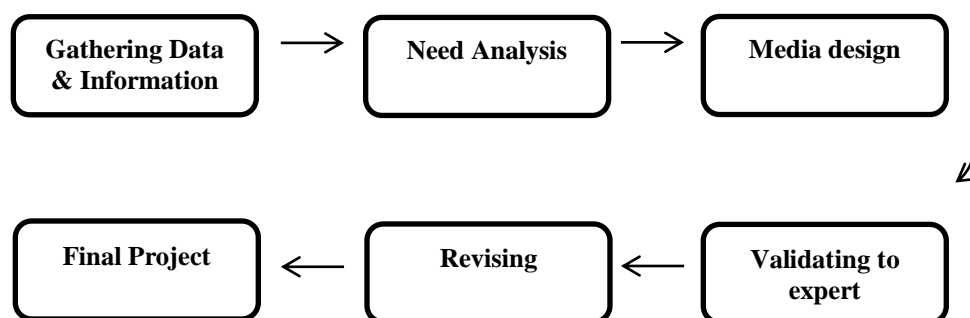 Gathering Data
& Information
Need Analysis
Media design
Validating to
expert
Revising
Final Project